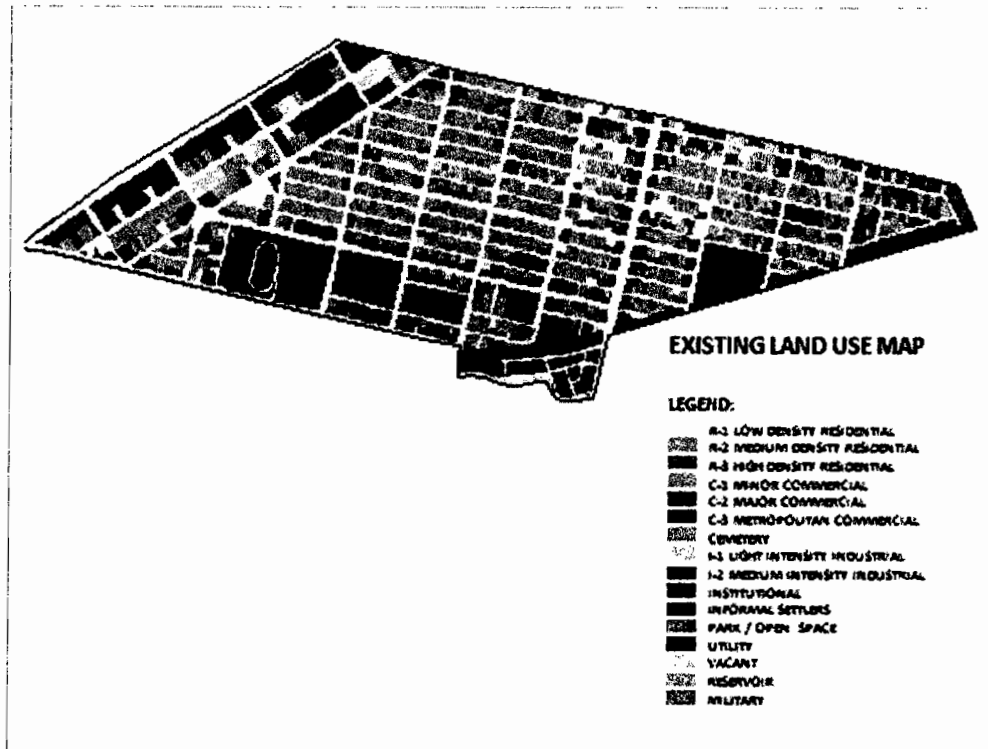 EXISTING LAND USE MAP
LEGEND:
R-1 LOW DENSITY RESIDENTIAL
R-2 MEDIUM DENSITY RESIDENTIAL
R-3 HIGH DENSITY RESIDENTIAL
C-1 MINOR COMMERCIAL
C-2 MAJOR COMMERCIAL
C-3 METROPOLITAN COMMERCIAL
CEMETERY
I-1 LIGHT INTENSITY INDUSTRIAL
I-2 MEDIUM INTENSITY INDUSTRIAL
INSTITUTIONAL
INFORMAL SETTLERS
PARK / OPEN SPACE
UTILITY
VACANT
RESERVOIR
MILITARY